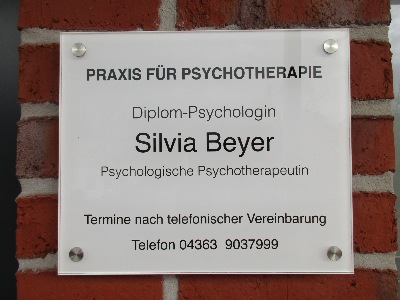 PRAXIS FÜR PSYCHOTHERAPIE
Diplom-Psychologin
Silvia Beyer
Psychologische Psychotherapeutin
Termine nach telefonischer Vereinbarung
Telefon 04363 9037999